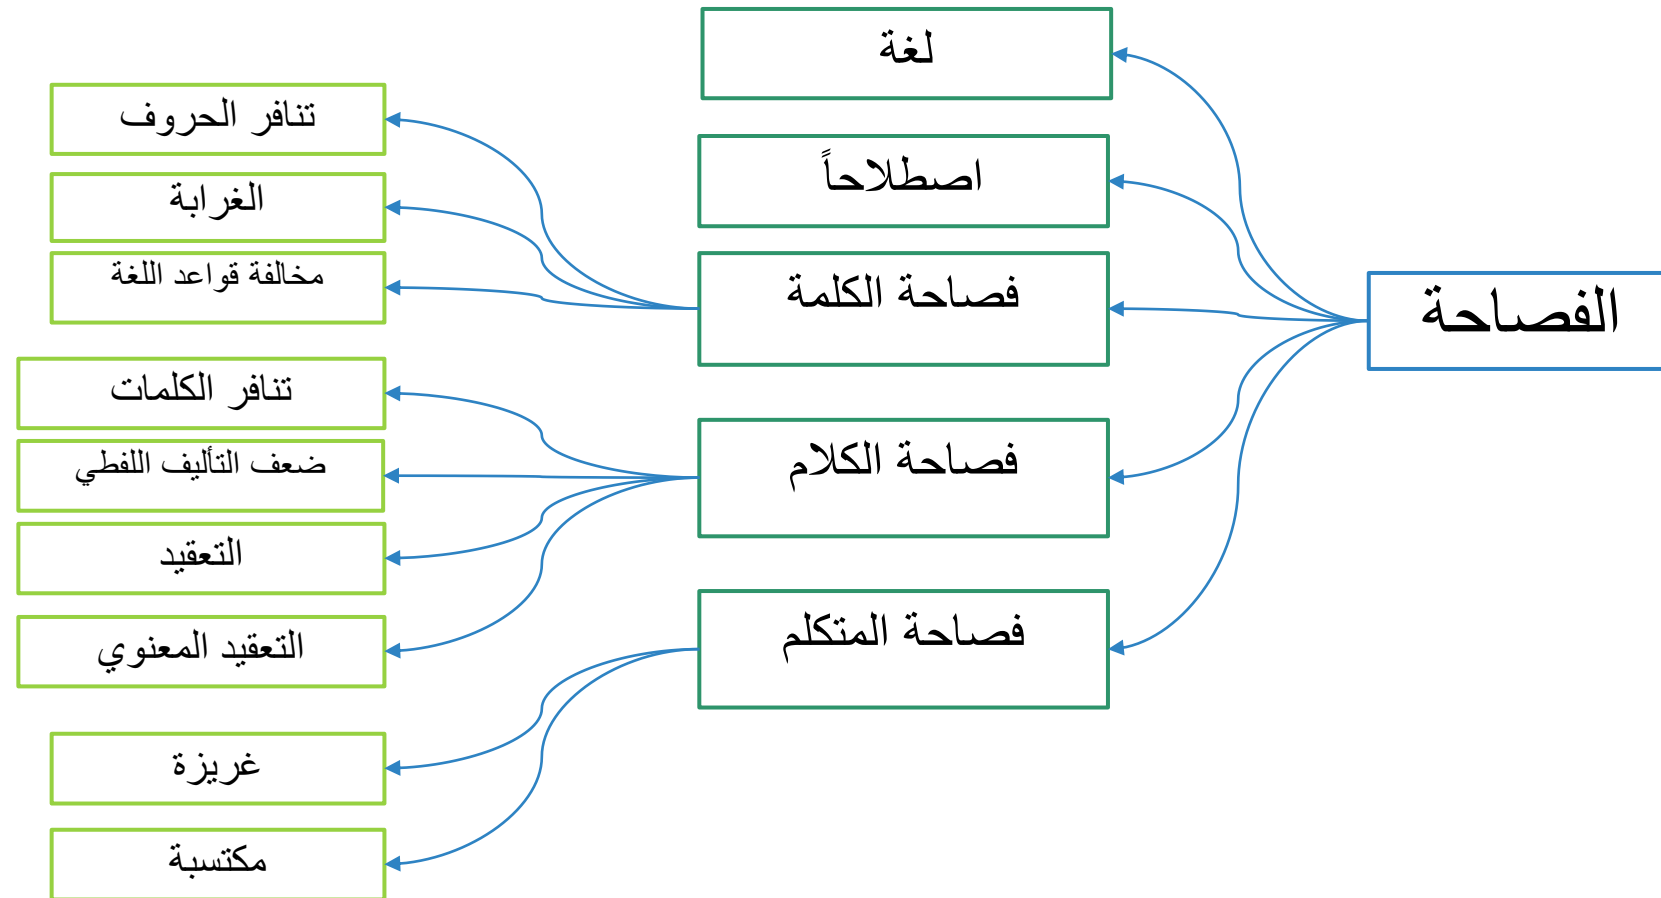 الفصاحة
لغة
اصطلاحاً
فصاحة الكلمة
تنافر الحروف
الغرابة
مخالفة قواعد اللغة
فصاحة الكلام
تنافر الكلمات
ضعف التأليف اللفطي
التعقيد
التعقيد المعنوي
فصاحة المتكلم
غريزة
مكتسبة